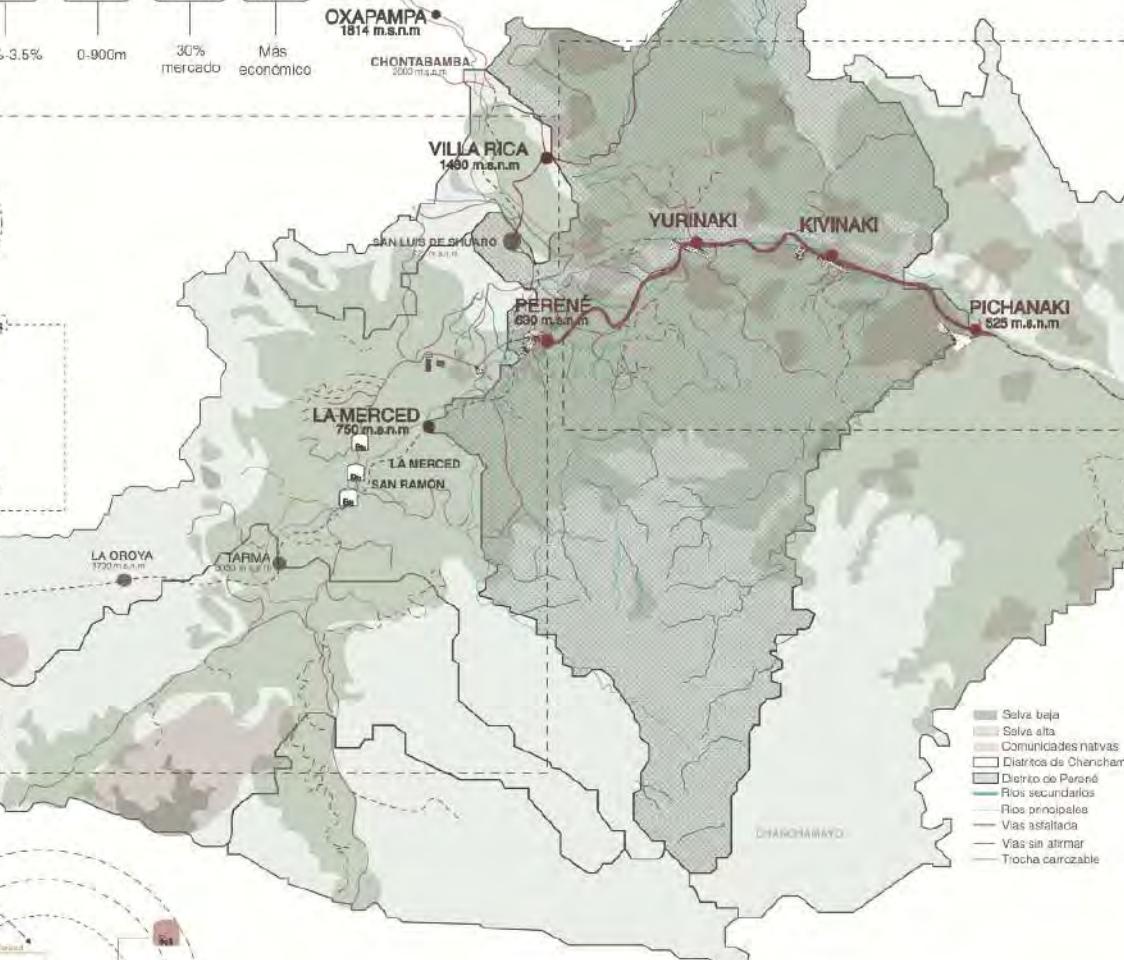 OXAPAMPA
1814 m.s.n.m
-3.5%
0-900m
30%
mercado
Más
económico
CHONTABAMBA
VILLA RICA
1480 m.s.n.m
YURINAKI
KIVINAKI
SAN LUIS DE SHUARO
PERENÉ
630 m.s.n.m
PICHANAKI
525 m.s.n.m
LA MERCED
750 m.s.n.m
LA MERCED
SAN RAMÓN
LA OROYA
TARMA
CHANCHAMAYO
Selva baja
Selva alta
Comunidades nativas
Distritos de Chancham
Distrito de Perené
Ríos secundarios
Ríos principales
Vías asfaltada
Vías sin afirmar
Trocha carrozable